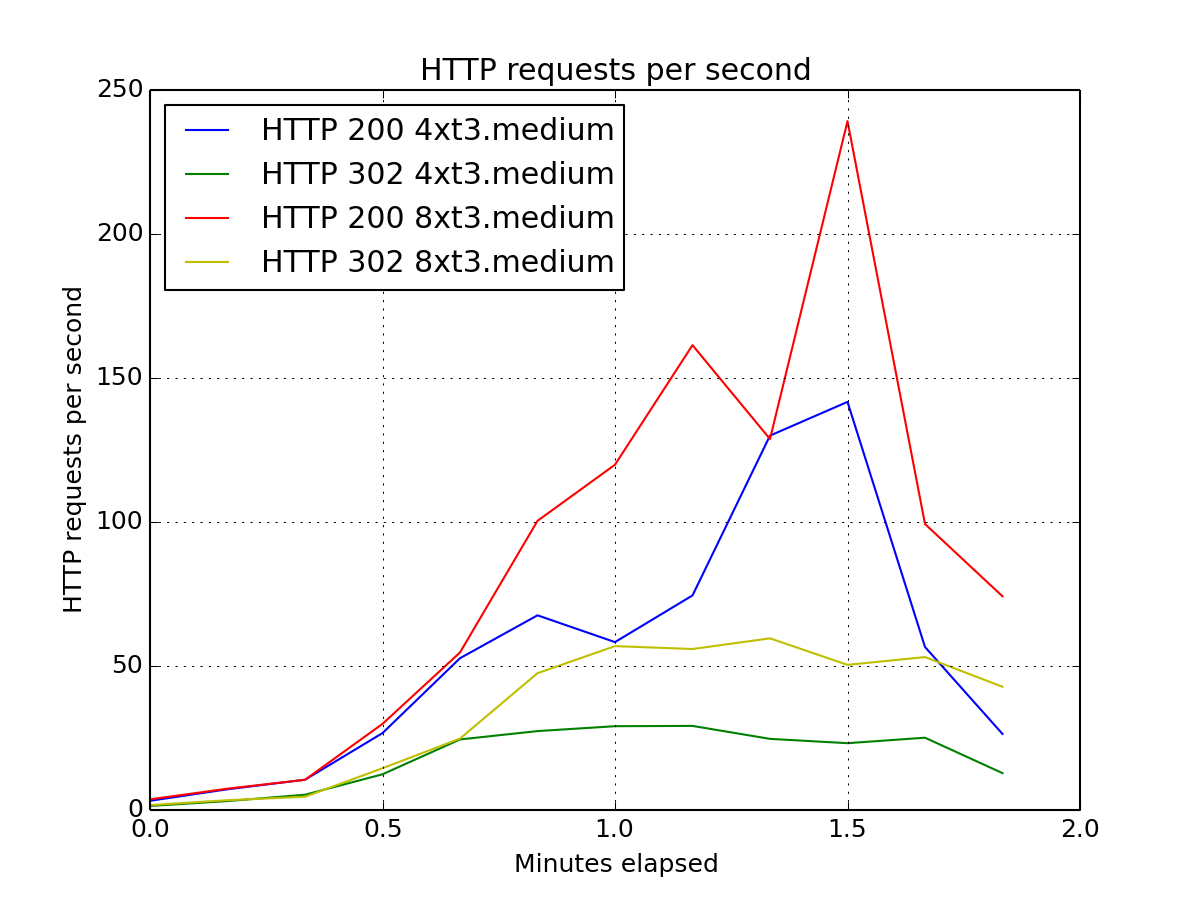 HTTP requests per second
250
200
150
100
50
0
HTTP requests per second
HTTP 200 4xt3.medium
HTTP 302 4xt3.medium
HTTP 200 8xt3.medium
HTTP 302 8xt3.medium
0.0 0.5 1.0 1.5 2.0
Minutes elapsed